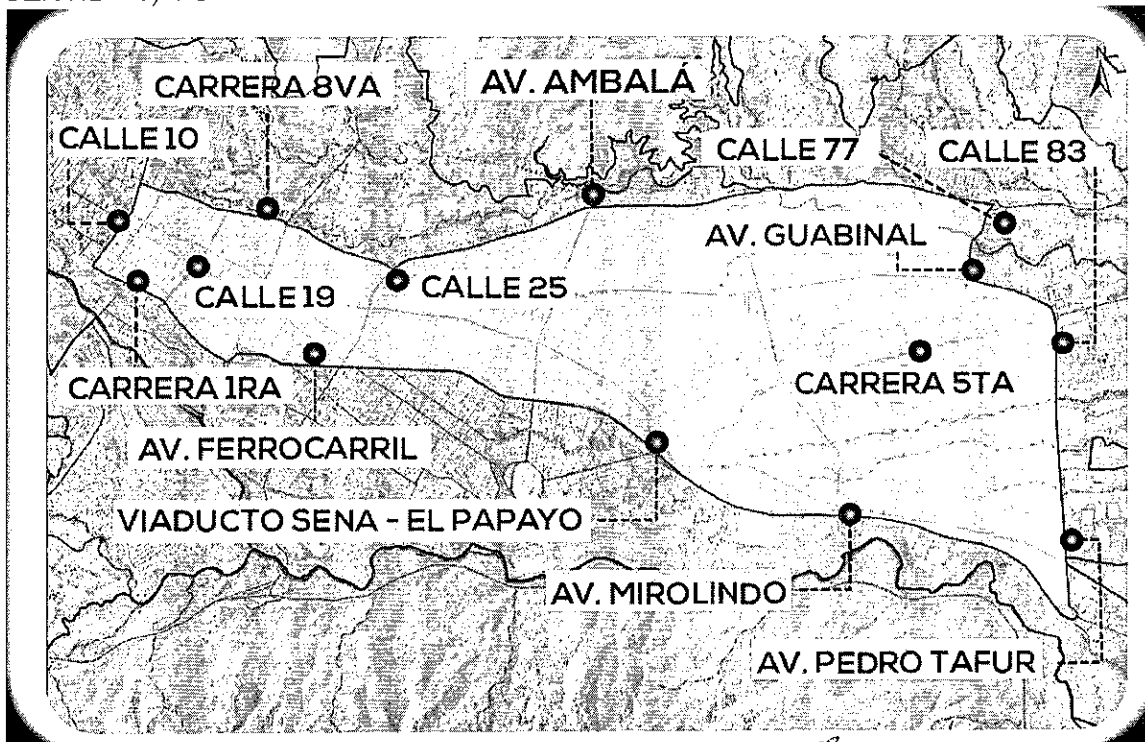 CARRERA 8VA
AV. AMBALÁ
CALLE 10
CALLE 77
CALLE 83
N
AV. GUABINAL
CALLE 19
CALLE 25
CARRERA 1RA
CARRERA 5TA
AV. FERROCARRIL
VIADUCTO SENA - EL PAPAYO
AV. MIROLINDO
AV. PEDRO TAFUR